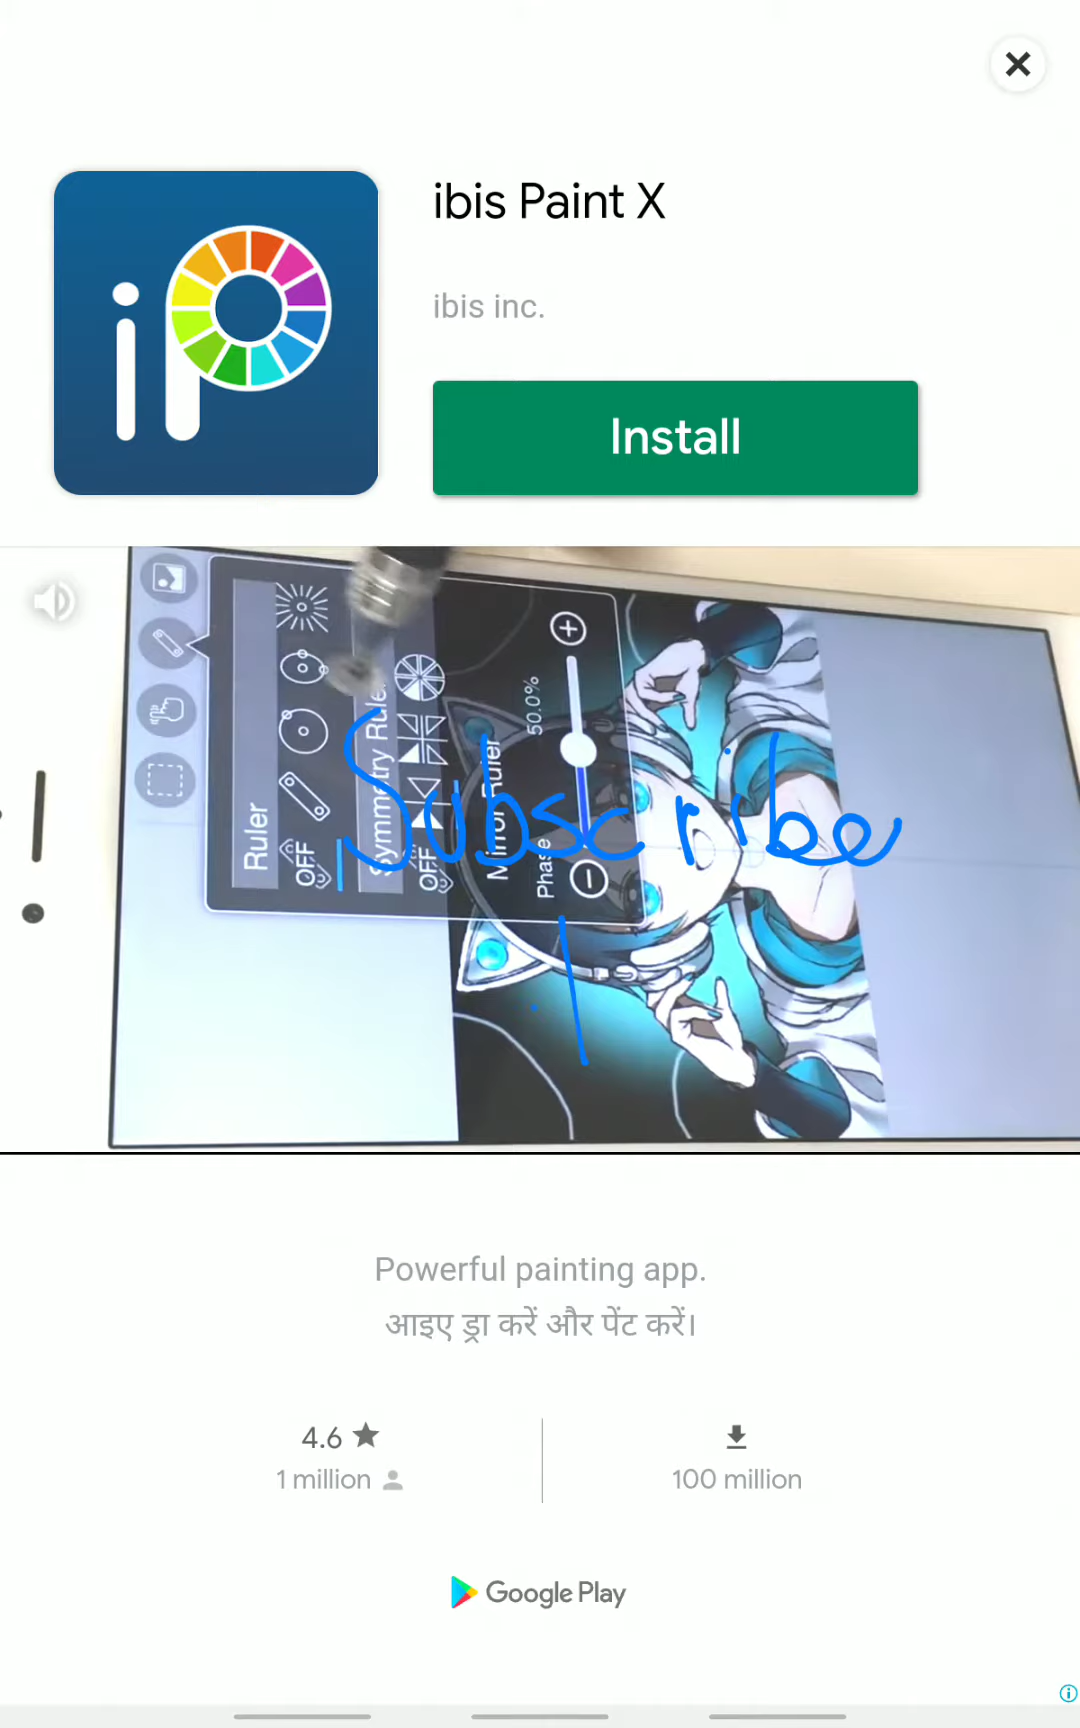 ibis Paint X
ibis inc.
Install
Ruler
OFF
Symmetry Ruler
OFF
Mirror Ruler
Phase 50.0%
Subscribe
Powerful painting app.
आइए ड्रा करें और पेंट करें।
4.6
1 million
100 million
Google Play